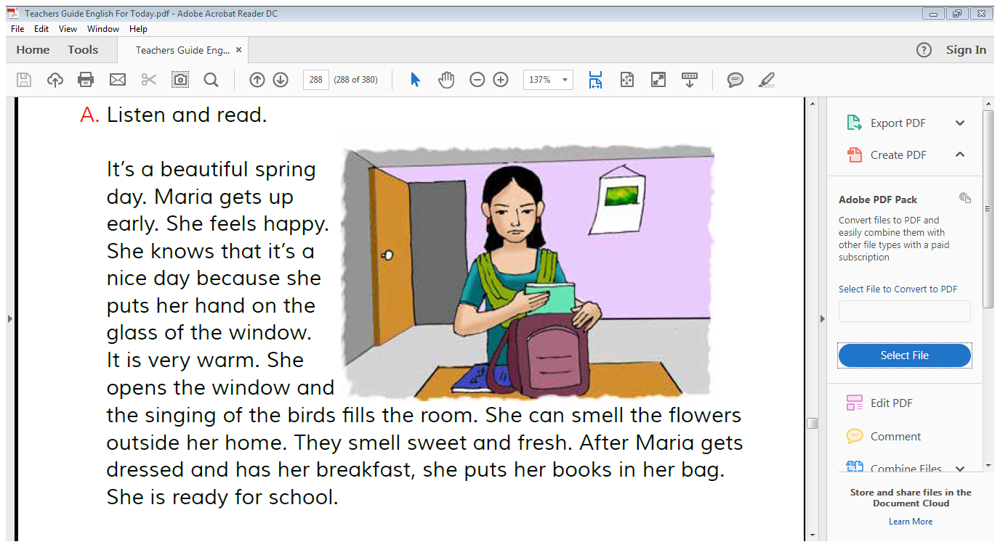 Teachers Guide English For Today.pdf - Adobe Acrobat Reader DC
File Edit View Window Help
Home Tools Teachers Guide Eng... × ? Sign In
288 (288 of 380) 137%
A. Listen and read.
It's a beautiful spring
day. Maria gets up
early. She feels happy.
She knows that it's a
nice day because she
puts her hand on the
glass of the window.
It is very warm. She
opens the window and
the singing of the birds fills the room. She can smell the flowers
outside her home. They smell sweet and fresh. After Maria gets
dressed and has her breakfast, she puts her books in her bag.
She is ready for school.
Export PDF
Create PDF
Adobe PDF Pack
Convert files to PDF and
easily combine them with
other file types with a paid
subscription
Select File to Convert to PDF
Select File
Edit PDF
Comment
Combine Files
Store and share files in the
Document Cloud
Learn More